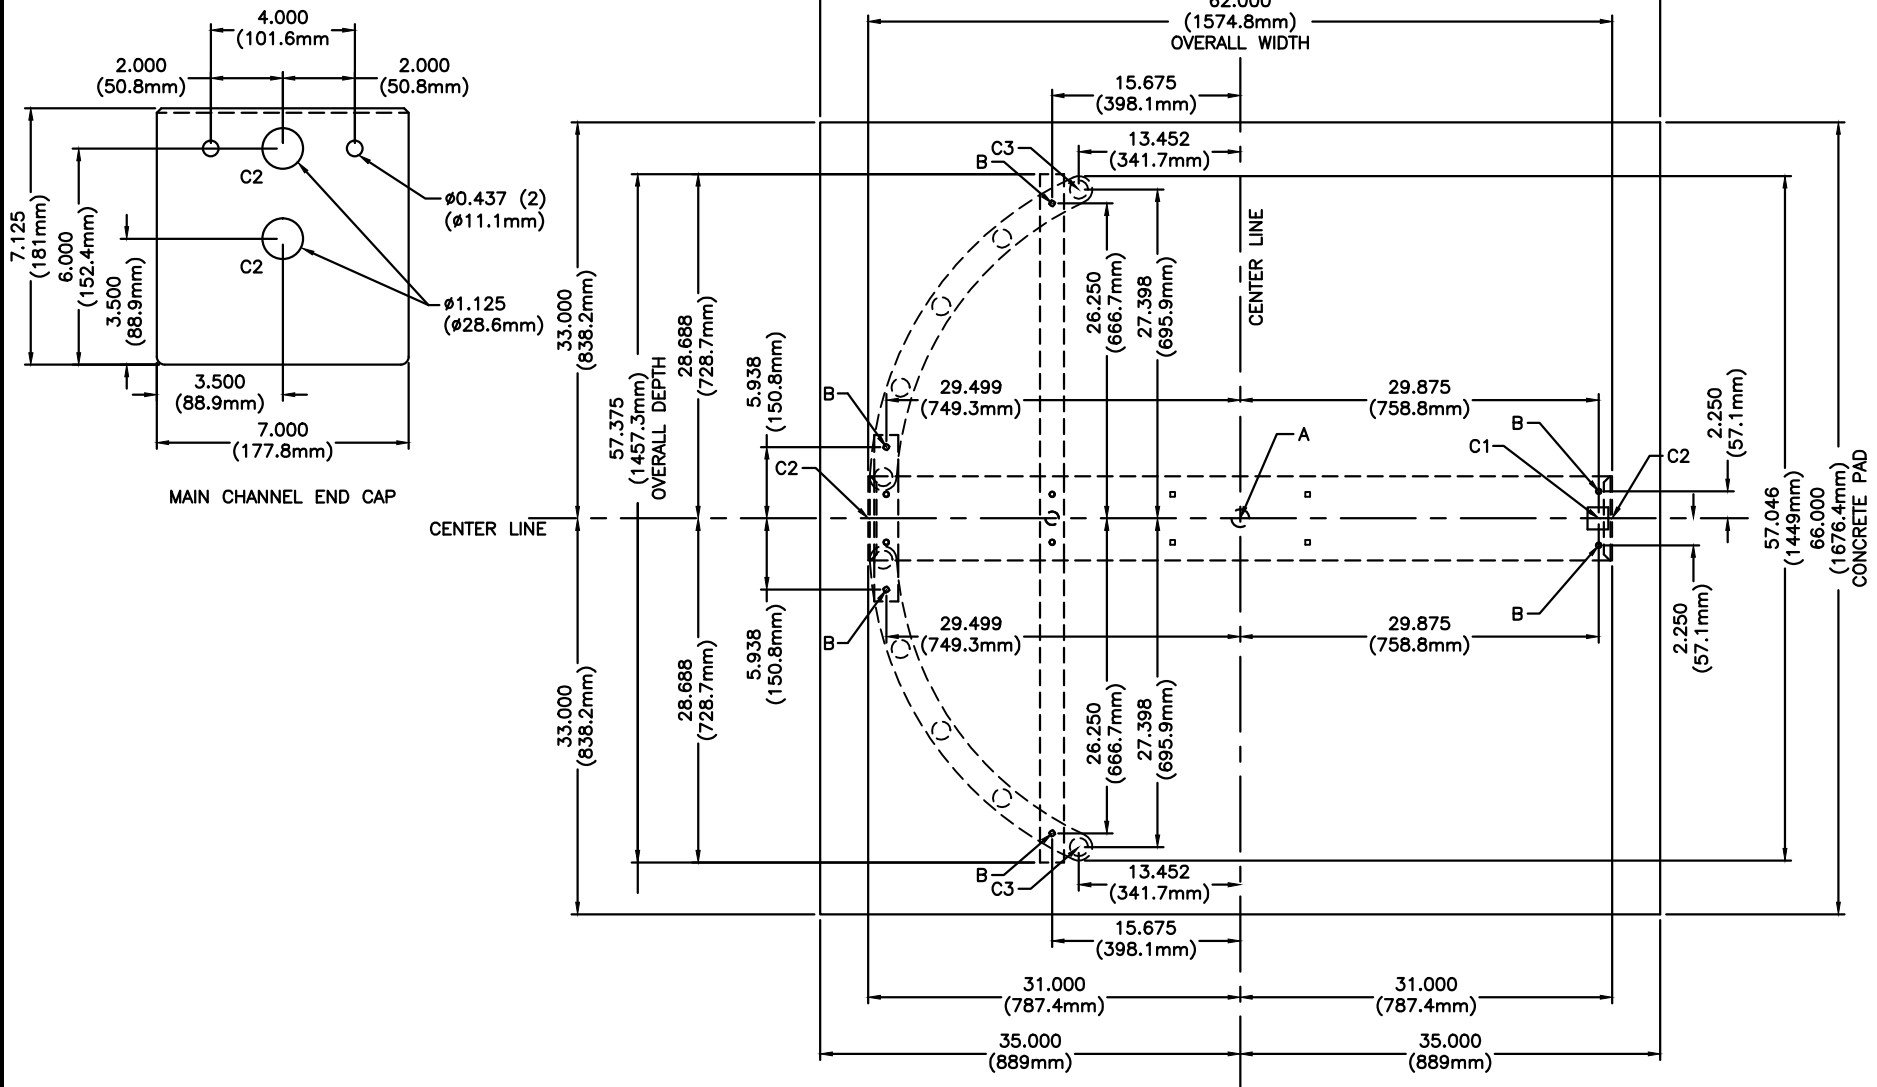 4.000
(101.6mm
2.000
(50.8mm)
2.000
(50.8mm)
C2
C2
ø0.437 (2)
(ø11.1mm)
ø1.125
(ø28.6mm)
7.125
(181mm)
6.000
(152.4mm)
3.500
(88.9mm)
3.500
(88.9mm)
7.000
(177.8mm)
MAIN CHANNEL END CAP
62.000
(1574.8mm)
OVERALL WIDTH
15.675
(398.1mm)
13.452
(341.7mm)
C3
B
33.000
(838.2mm)
57.375
(1457.3mm)
OVERALL DEPTH
28.688
(728.7mm)
5.938
(150.8mm)
26.250
(666.7mm)
27.398
(695.9mm)
CENTER LINE
29.499
(749.3mm)
29.875
(758.8mm)
B
C2
A
B
C1
C2
2.250
(57.1mm)
CENTER LINE
57.046
(1449mm)
66.000
(1676.4mm)
CONCRETE PAD
B
B
2.250
(57.1mm)
29.499
(749.3mm)
29.875
(758.8mm)
33.000
(838.2mm)
28.688
(728.7mm)
5.938
(150.8mm)
26.250
(666.7mm)
27.398
(695.9mm)
B
C3
13.452
(341.7mm)
15.675
(398.1mm)
31.000
(787.4mm)
31.000
(787.4mm)
35.000
(889mm)
35.000
(889mm)